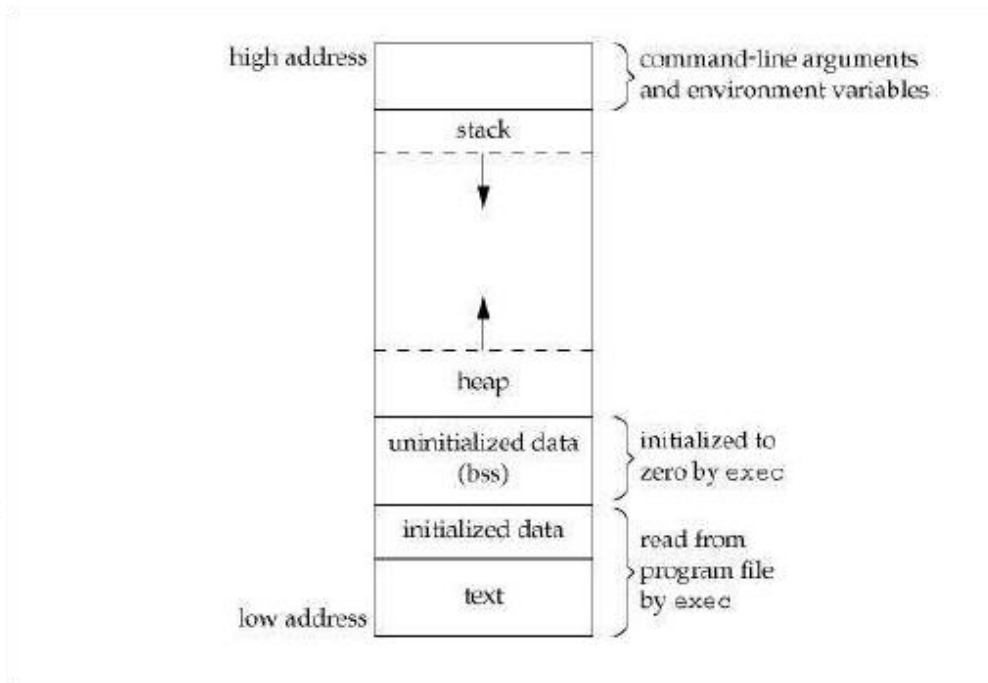 high address
command-line arguments
and environment variables
stack
heap
uninitialized data
(bss)
initialized to
zero by exec
initialized data
read from
program file
by exec
text
low address